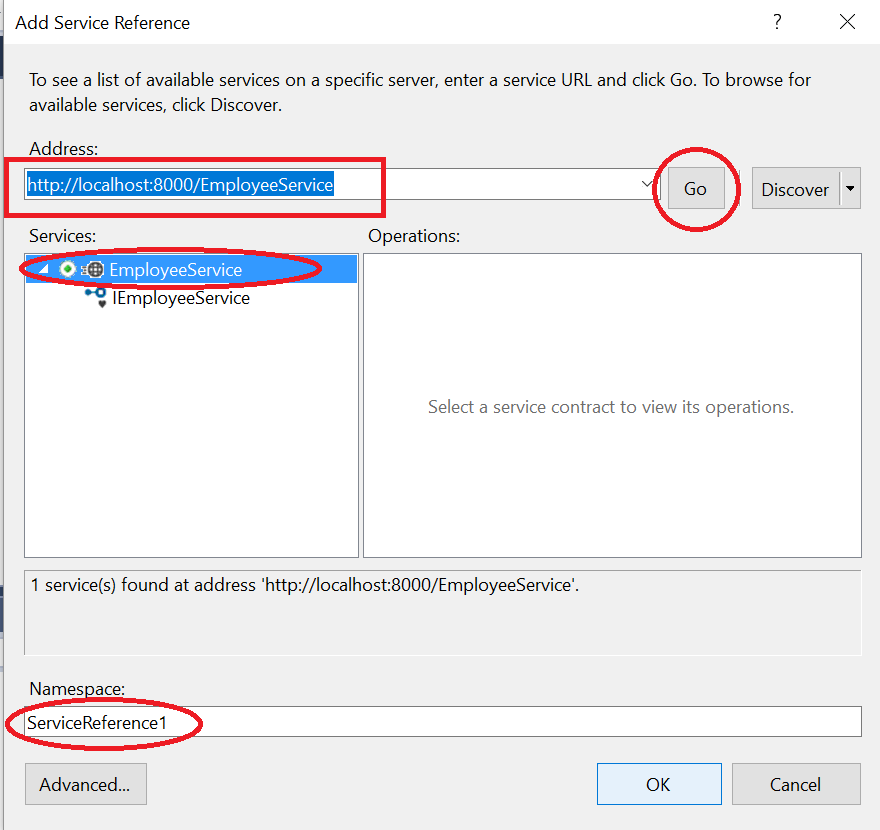 Add Service Reference
?
To see a list of available services on a specific server, enter a service URL and click Go. To browse for
available services, click Discover.
Address:
http://localhost:8000/EmployeeService
Go
Discover
Services:
Operations:
EmployeeService
IEmployeeService
Select a service contract to view its operations.
1 service(s) found at address 'http://localhost:8000/EmployeeService'.
Namespace:
ServiceReference1
Advanced...
OK
Cancel